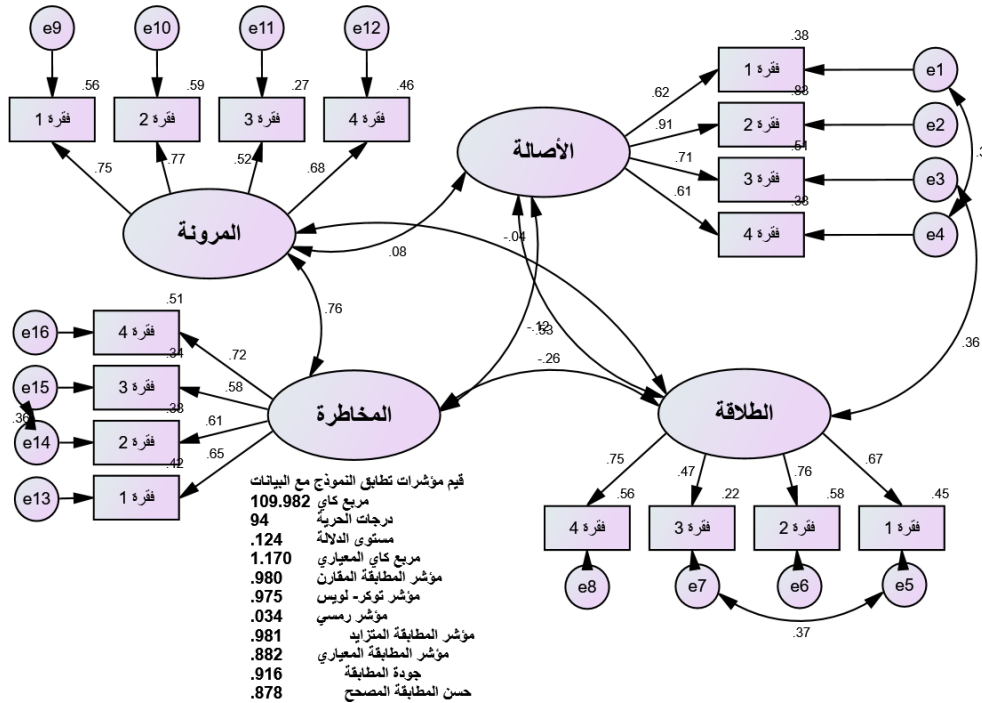 e9 e10 e11 e12
.56 .59 .27 .46
فقرة 1 فقرة 2 فقرة 3 فقرة 4
.75 .77 .52 .68
المرونة
الأصالة
.38
فقرة 1 e1
.62
.83
فقرة 2 e2
.91
.51
فقرة 3 e3
.71
.38
فقرة 4 e4
.61
.08
-.04
.76
-.12
-.26
.36
.51
e16 فقرة 4
.72
.34
e15 فقرة 3
.58
.36
.38
e14 فقرة 2
.61
.42
e13 فقرة 1
.65
المخاطرة
الطلاقة
.75 .47 .76 .67
.56 .22 .58 .45
فقرة 4 فقرة 3 فقرة 2 فقرة 1
e8 e7 e6 e5
.37
قيم مؤشرات تطابق النموذج مع البيانات
مربع كاي 109.982
درجات الحرية 94
مستوى الدلالة .124
مربع كاي المعياري 1.170
مؤشر المطابقة المقارن .980
مؤشر توكر- لويس .975
مؤشر رمسي .034
مؤشر المطابقة المتزايد .981
مؤشر المطابقة المعياري .882
جودة المطابقة .916
حسن المطابقة المصحح .878